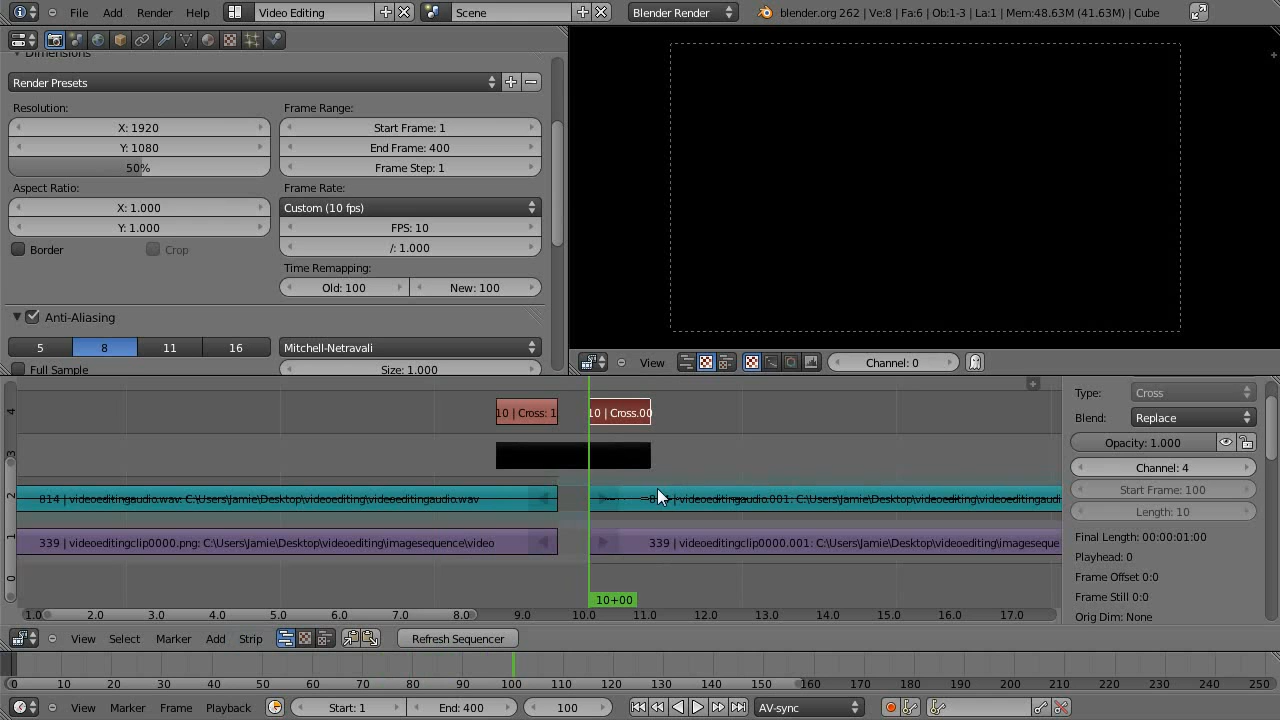 File Add Render Help Video Editing Scene Blender Render blender.org 262 | Ve:8 | Fa:6 | Ob:1-3 | La:1 | Mem:48.63M (41.63M) | Cube
Dimensions
Render Presets
Resolution: Frame Range:
X: 1920 Start Frame: 1
Y: 1080 End Frame: 400
50% Frame Step: 1
Aspect Ratio: Frame Rate:
X: 1.000 Custom (10 fps)
Y: 1.000 FPS: 10
Border Crop /: 1.000
Time Remapping:
Old: 100 New: 100
Anti-Aliasing
5 8 11 16 Mitchell-Netravali
Full Sample Size: 1.000
View Channel: 0
4 10 | Cross: 1 10 | Cross.00
3
2 814 | videoeditingaudio.wav: C:\Users\Jamie\Desktop\videoediting\videoeditingaudio.wav | videoeditingaudio.001: C:\Users\Jamie\Desktop\videoediting\videoeditingaudi
1 339 | videoeditingclip0000.png: C:\Users\Jamie\Desktop\videoediting\imagesequence\video 339 | videoeditingclip0000.001: C:\Users\Jamie\Desktop\videoediting\imageseque
0
10+00
1.0 2.0 3.0 4.0 5.0 6.0 7.0 8.0 9.0 10.0 11.0 12.0 13.0 14.0 15.0 16.0 17.0
Type: Cross
Blend: Replace
Opacity: 1.000
Channel: 4
Start Frame: 100
Length: 10
Final Length: 00:00:01:00
Playhead: 0
Frame Offset 0:0
Frame Still 0:0
Orig Dim: None
View Select Marker Add Strip Refresh Sequencer
0 10 20 30 40 50 60 70 80 90 100 110 120 130 140 150 160 170 180 190 200 210 220 230 240 250
View Marker Frame Playback Start: 1 End: 400 100 AV-sync